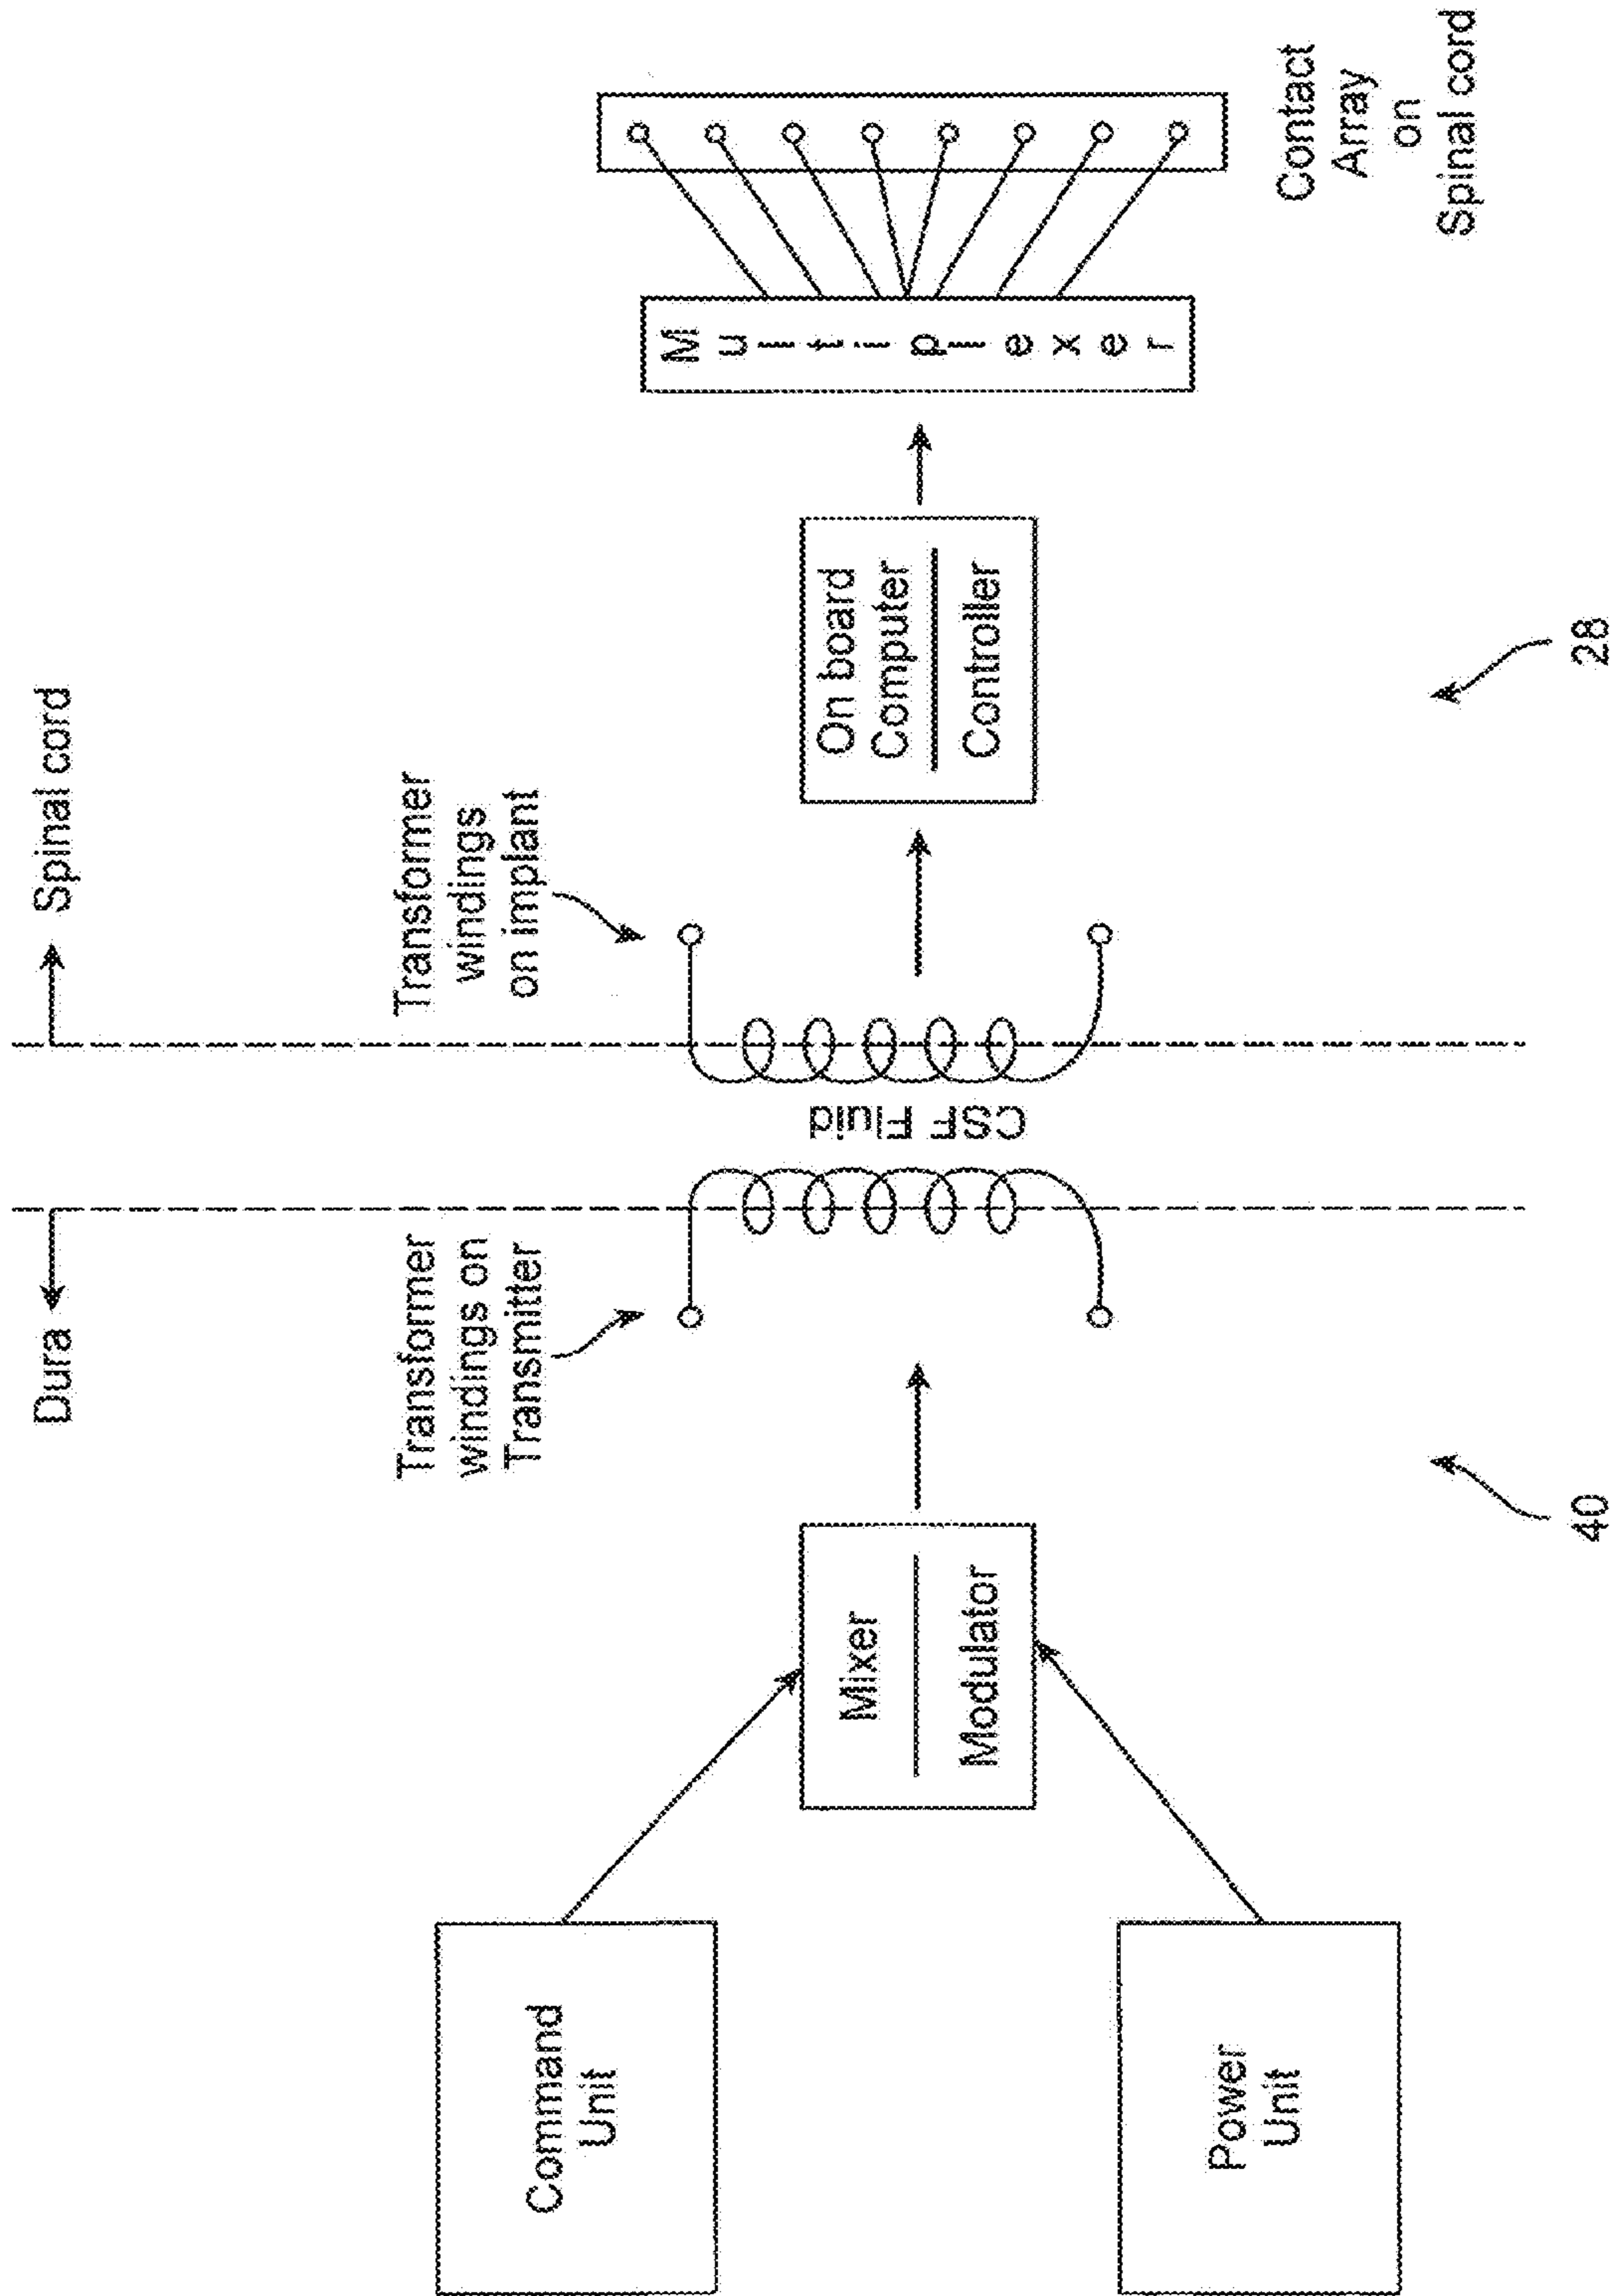 Dura
Spinal cord
Transformer
windings on
Transmitter
Transformer
windings
on implant
Command
Unit
Power
Unit
Mixer
Modulator
CSF Fluid
On board
Computer
Controller
Multiplexer
Contact
Array
on
Spinal cord
40
28